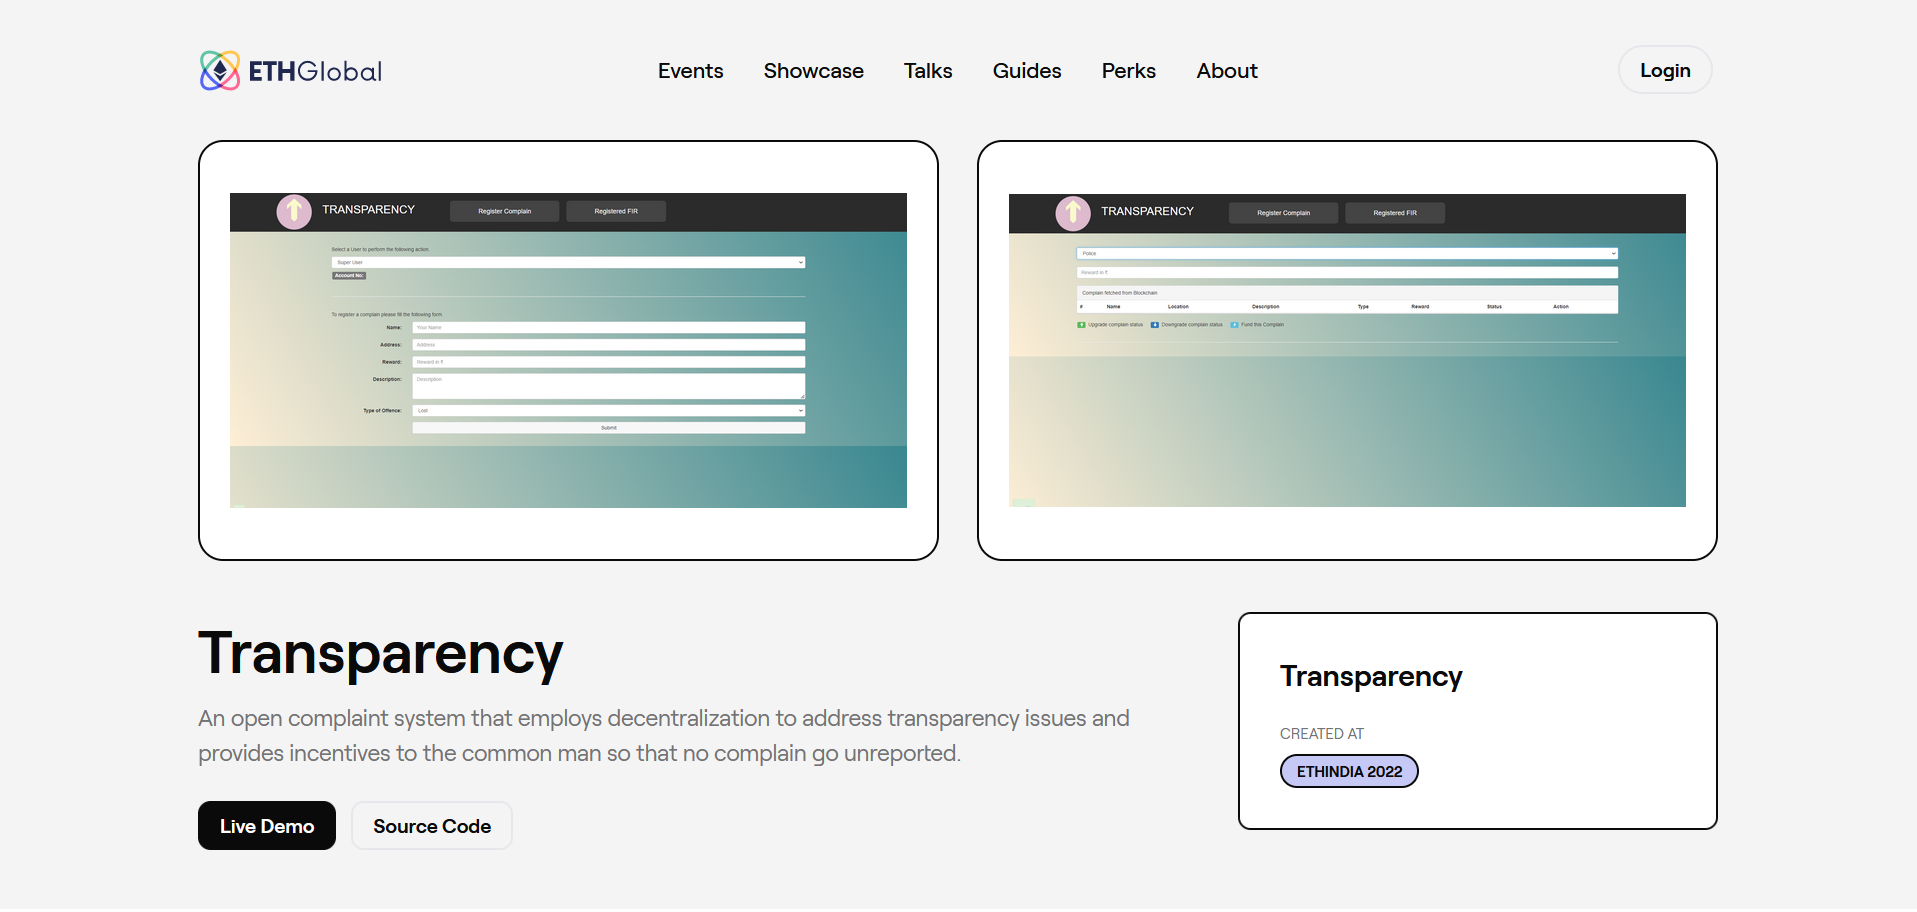 ETHGlobal
Events
Showcase
Talks
Guides
Perks
About
Login
TRANSPARENCY
Register Complain
Registered FIR
Select a User to perform the following action.
Super User
Account No:
To register a complain please fill the following form.
Name:
Your Name
Address:
Address
Reward:
Reward in ₹
Description:
Description
Type of Offence:
Lost
Submit
TRANSPARENCY
Register Complain
Registered FIR
Police
Reward in ₹
Complain fetched from Blockchain
# Name Location Description Type Reward Status Action
Upgrade complain status
Downgrade complain status
Fund this Complain
Transparency
An open complaint system that employs decentralization to address transparency issues and
provides incentives to the common man so that no complain go unreported.
Live Demo
Source Code
Transparency
CREATED AT
ETHINDIA 2022